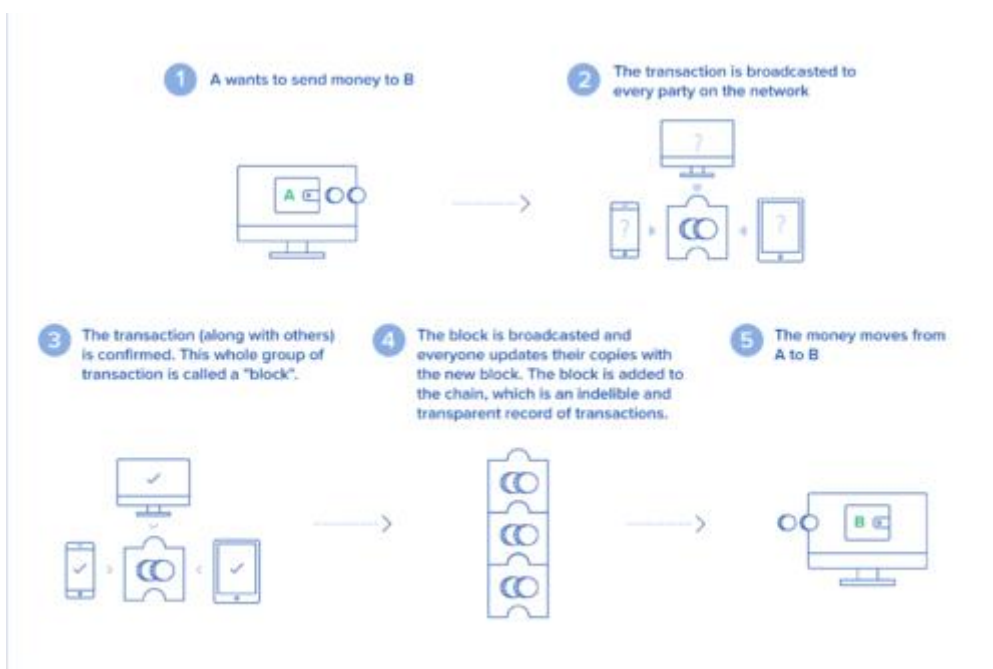 1
A wants to send money to B
2
The transaction is broadcasted to
every party on the network
A
?
?
?
3
The transaction (along with others)
is confirmed. This whole group of
transaction is called a "block".
4
The block is broadcasted and
everyone updates their copies with
the new block. The block is added to
the chain, which is an indelible and
transparent record of transactions.
5
The money moves from
A to B
B